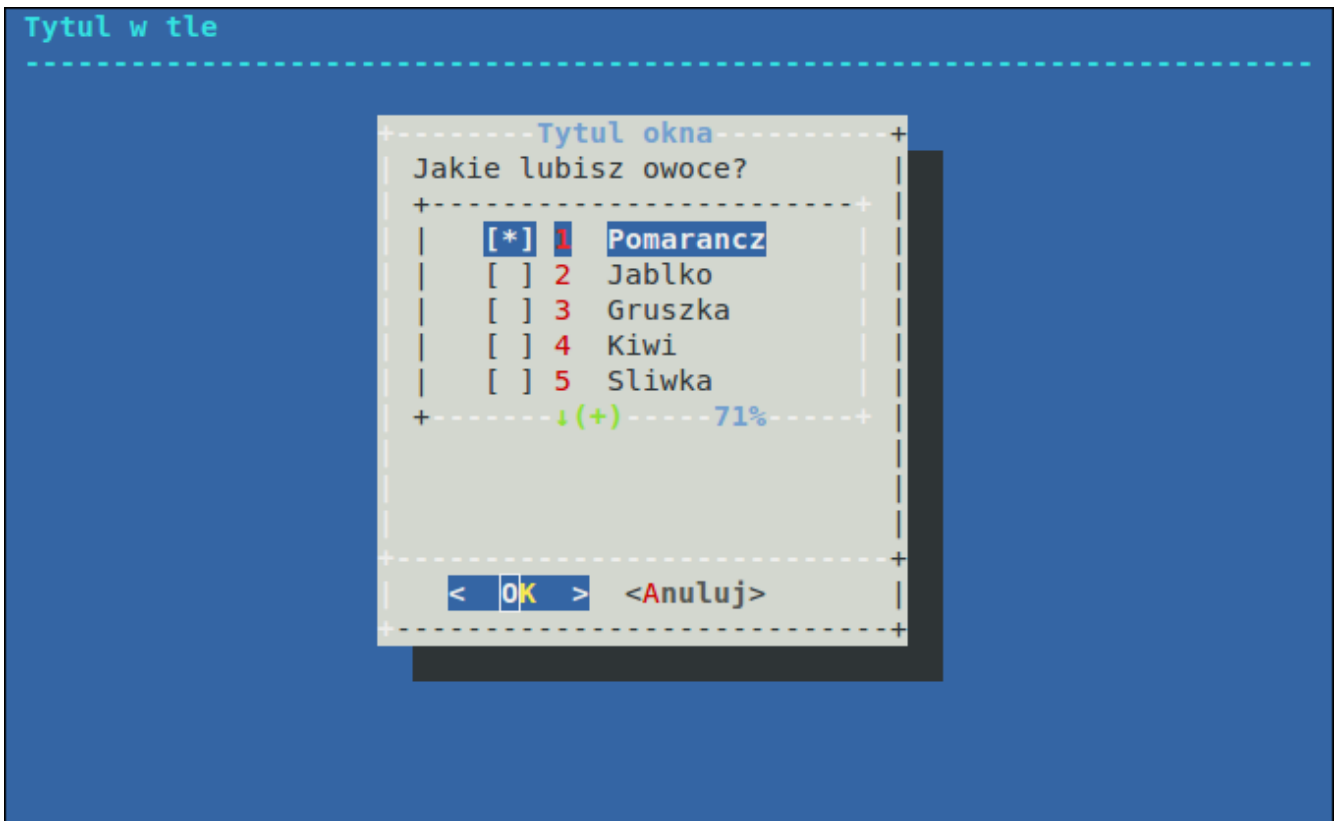 Tytul w tle
Tytul okna
Jakie lubisz owoce?
[*] 1 Pomarancz
[ ] 2 Jablko
[ ] 3 Gruszka
[ ] 4 Kiwi
[ ] 5 Sliwka
↓(+) 71%
< OK > <Anuluj>